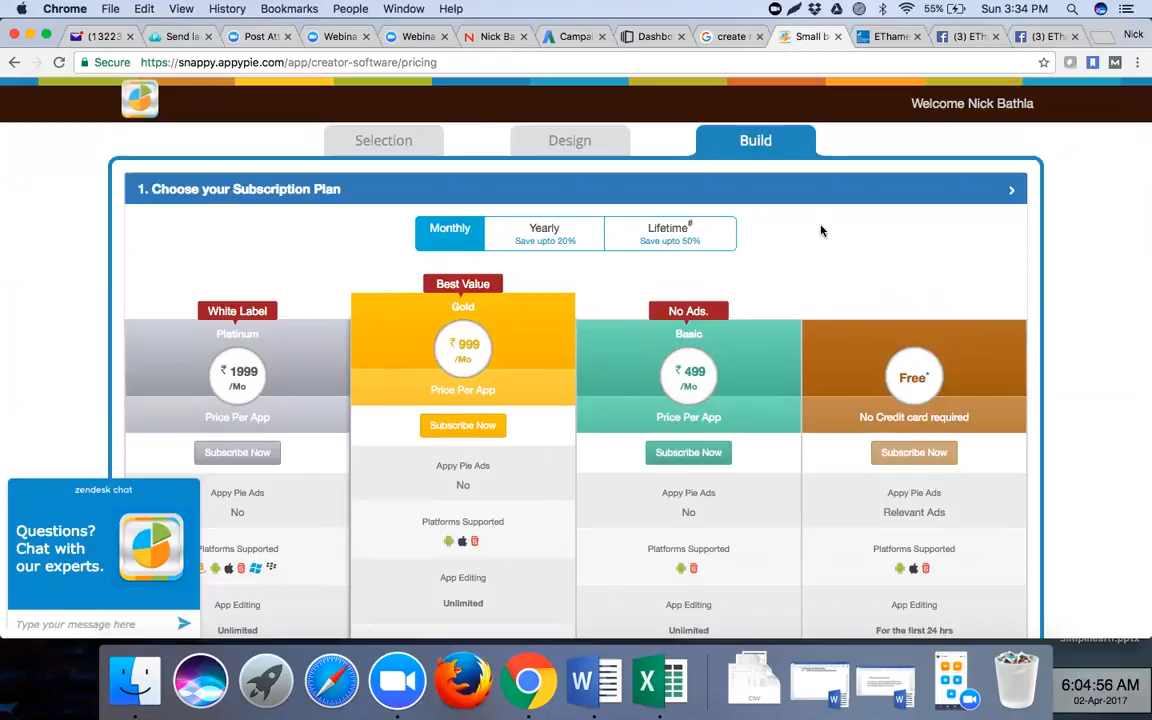 Chrome File Edit View History Bookmarks People Window Help
55% Sun 3:34 PM
(1322 Send la Post At Webina Webina Nick Ba Campai Dashbo create r Small b ETham (3) ETh (3) ETh Nick
Secure https://snappy.appypie.com/app/creator-software/pricing
Welcome Nick Bathla
Selection Design Build
1. Choose your Subscription Plan
Monthly Yearly Lifetime#
Save upto 20% Save upto 50%
Best Value
White Label Gold No Ads.
Platinum Basic
₹ 999
/Mo
₹ 1999 ₹ 499 Free*
/Mo /Mo
Price Per App
Price Per App Price Per App No Credit card required
Subscribe Now
Subscribe Now Subscribe Now Subscribe Now
Appy Pie Ads
No
Appy Pie Ads Appy Pie Ads Appy Pie Ads
No No Relevant Ads
Platforms Supported
Platforms Supported Platforms Supported Platforms Supported
App Editing
Unlimited
App Editing App Editing App Editing
Unlimited Unlimited For the first 24 hrs
zendesk chat
Questions?
Chat with
our experts.
Type your message here
simplilearn.pptx
CSV
6:04:56 AM
02-Apr-2017